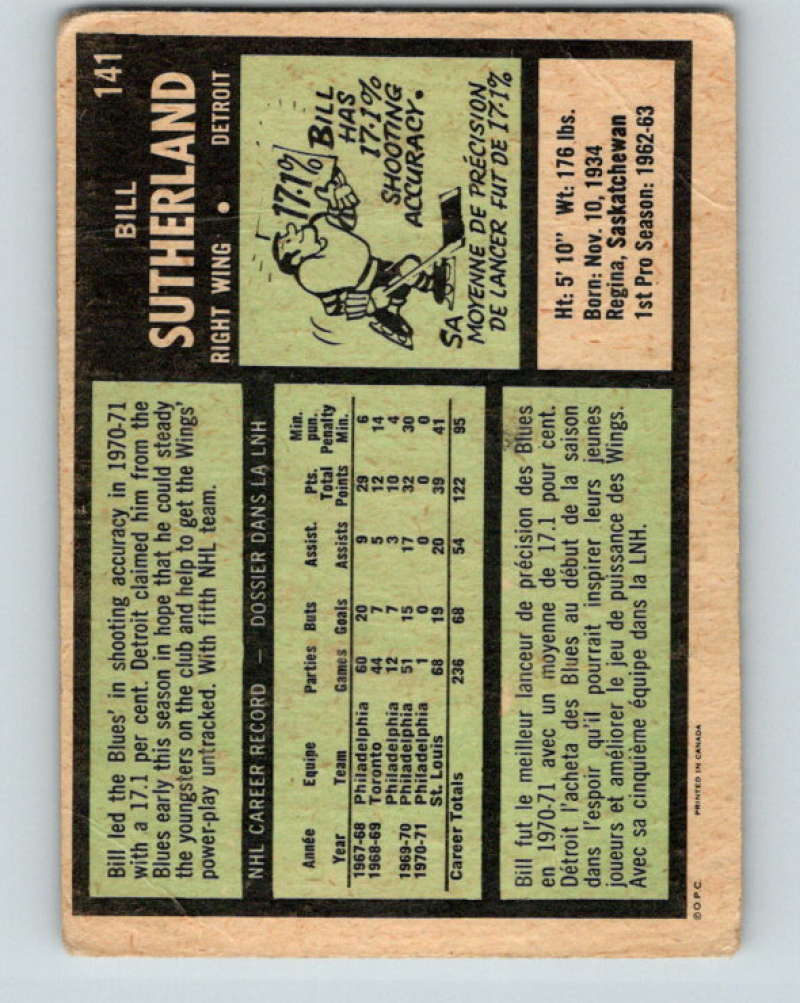 141
BILL
SUTHERLAND
RIGHT WING • DETROIT
17.1%
BILL
HAS
17.1%
SHOOTING
ACCURACY.
SA
MOYENNE DE PRÉCISION
DE LANCER FUT DE 17.1%
Ht: 5' 10" Wt: 176 lbs.
Born: Nov. 10, 1934
Regina, Saskatchewan
1st Pro Season: 1962-63
Bill led the Blues' in shooting accuracy in 1970-71
with a 17.1 per cent. Detroit claimed him from the
Blues early this season in hope that he could steady
the youngsters on the club and help to get the Wings'
power-play untracked. With fifth NHL team.
NHL CAREER RECORD — DOSSIER DANS LA LNH
Année Equipe Parties Buts Assist. Pts. Min. pun.
Year Team Games Goals Assists Total Points Penalty Min.
1967-68 Philadelphia 60 20 9 29 6
1968-69 Toronto 44 7 5 12 14
Philadelphia 12 7 3 10 4
1969-70 Philadelphia 51 15 17 32 30
1970-71 Philadelphia 1 0 0 0 0
St. Louis 68 19 20 39 41
Career Totals 236 68 54 122 95
Bill fut le meilleur lanceur de précision des Blues
en 1970-71 avec un moyenne de 17.1 pour cent.
Détroit l'acheta des Blues au début de la saison
dans l'espoir qu'il pourrait inspirer leurs jeunes
joueurs et améliorer le jeu de puissance des Wings.
Avec sa cinquième équipe dans la LNH.
© O.P.C. PRINTED IN CANADA